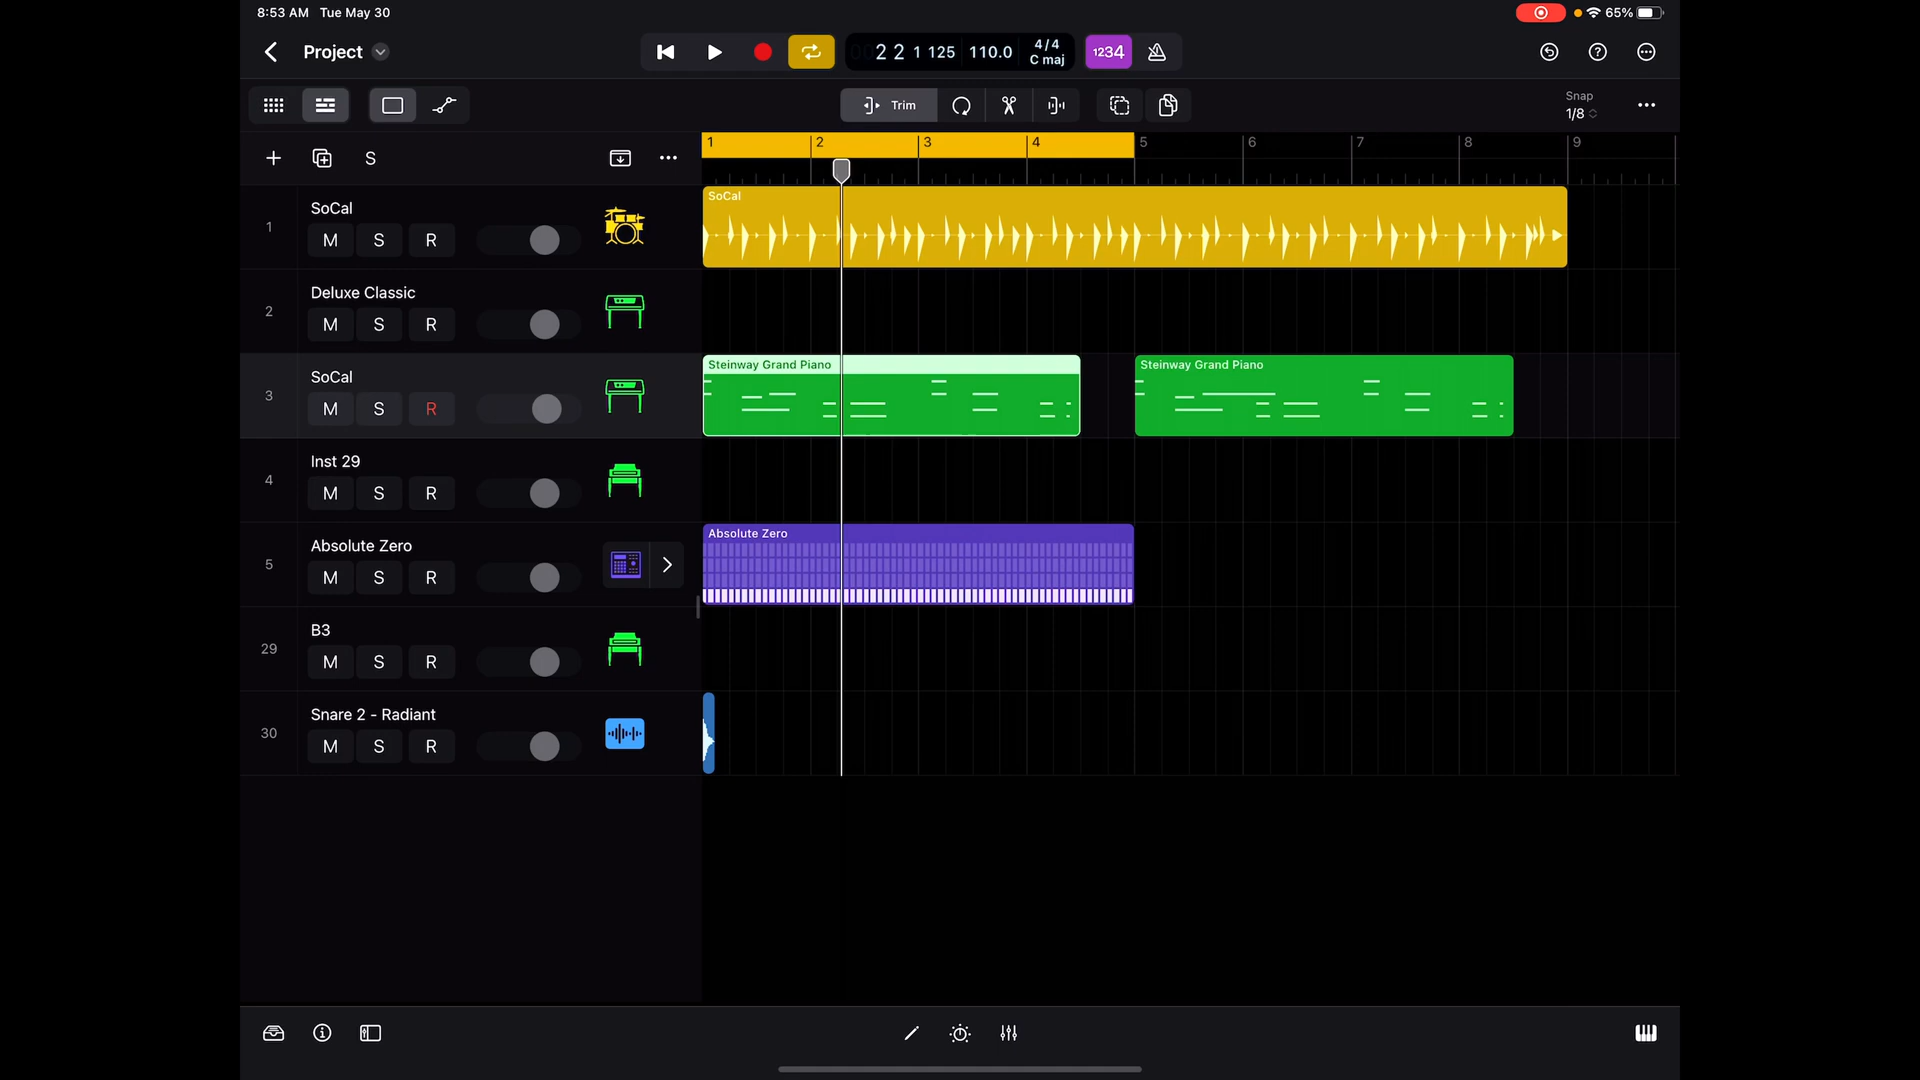 8:53 AM Tue May 30
65%
Project
2 2 1 125
110.0
4/4
C maj
1234
Trim
Snap
1/8
S
1 2 3 4 5 6 7 8 9
1
SoCal
M S R
SoCal
2
Deluxe Classic
M S R
3
SoCal
M S R
Steinway Grand Piano
Steinway Grand Piano
4
Inst 29
M S R
5
Absolute Zero
M S R
Absolute Zero
29
B3
M S R
30
Snare 2 - Radiant
M S R